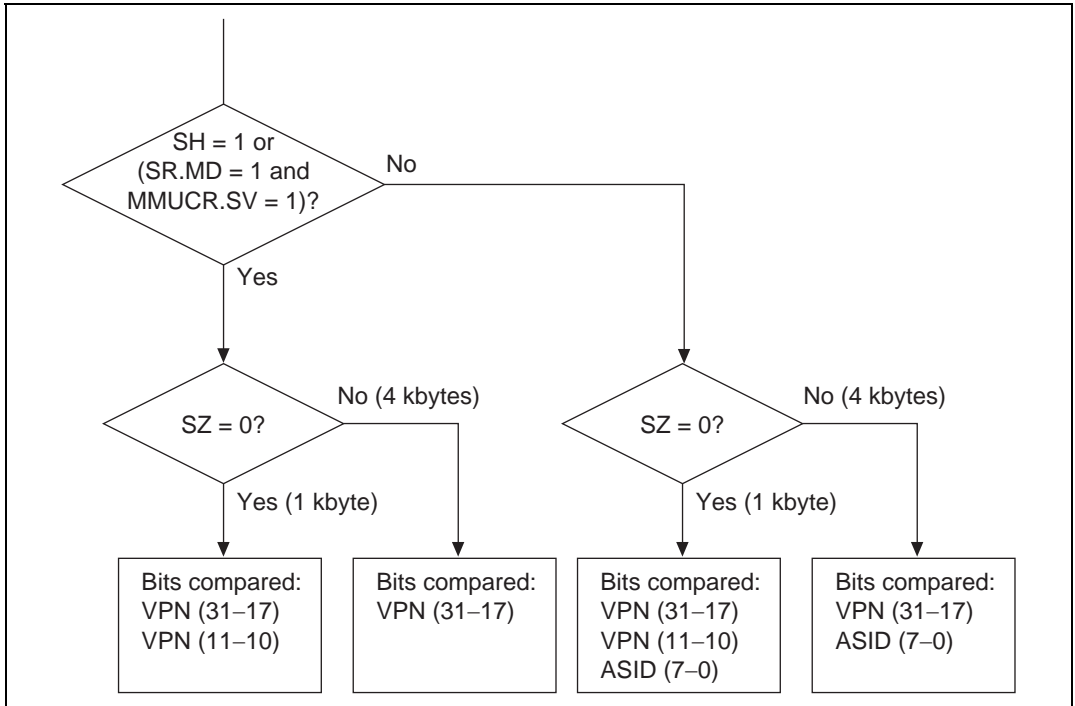 SH = 1 or
(SR.MD = 1 and
MMUCR.SV = 1)?
No
Yes
SZ = 0?
No (4 kbytes)
Yes (1 kbyte)
SZ = 0?
No (4 kbytes)
Yes (1 kbyte)
Bits compared:
VPN (31–17)
VPN (11–10)
Bits compared:
VPN (31–17)
Bits compared:
VPN (31–17)
VPN (11–10)
ASID (7–0)
Bits compared:
VPN (31–17)
ASID (7–0)